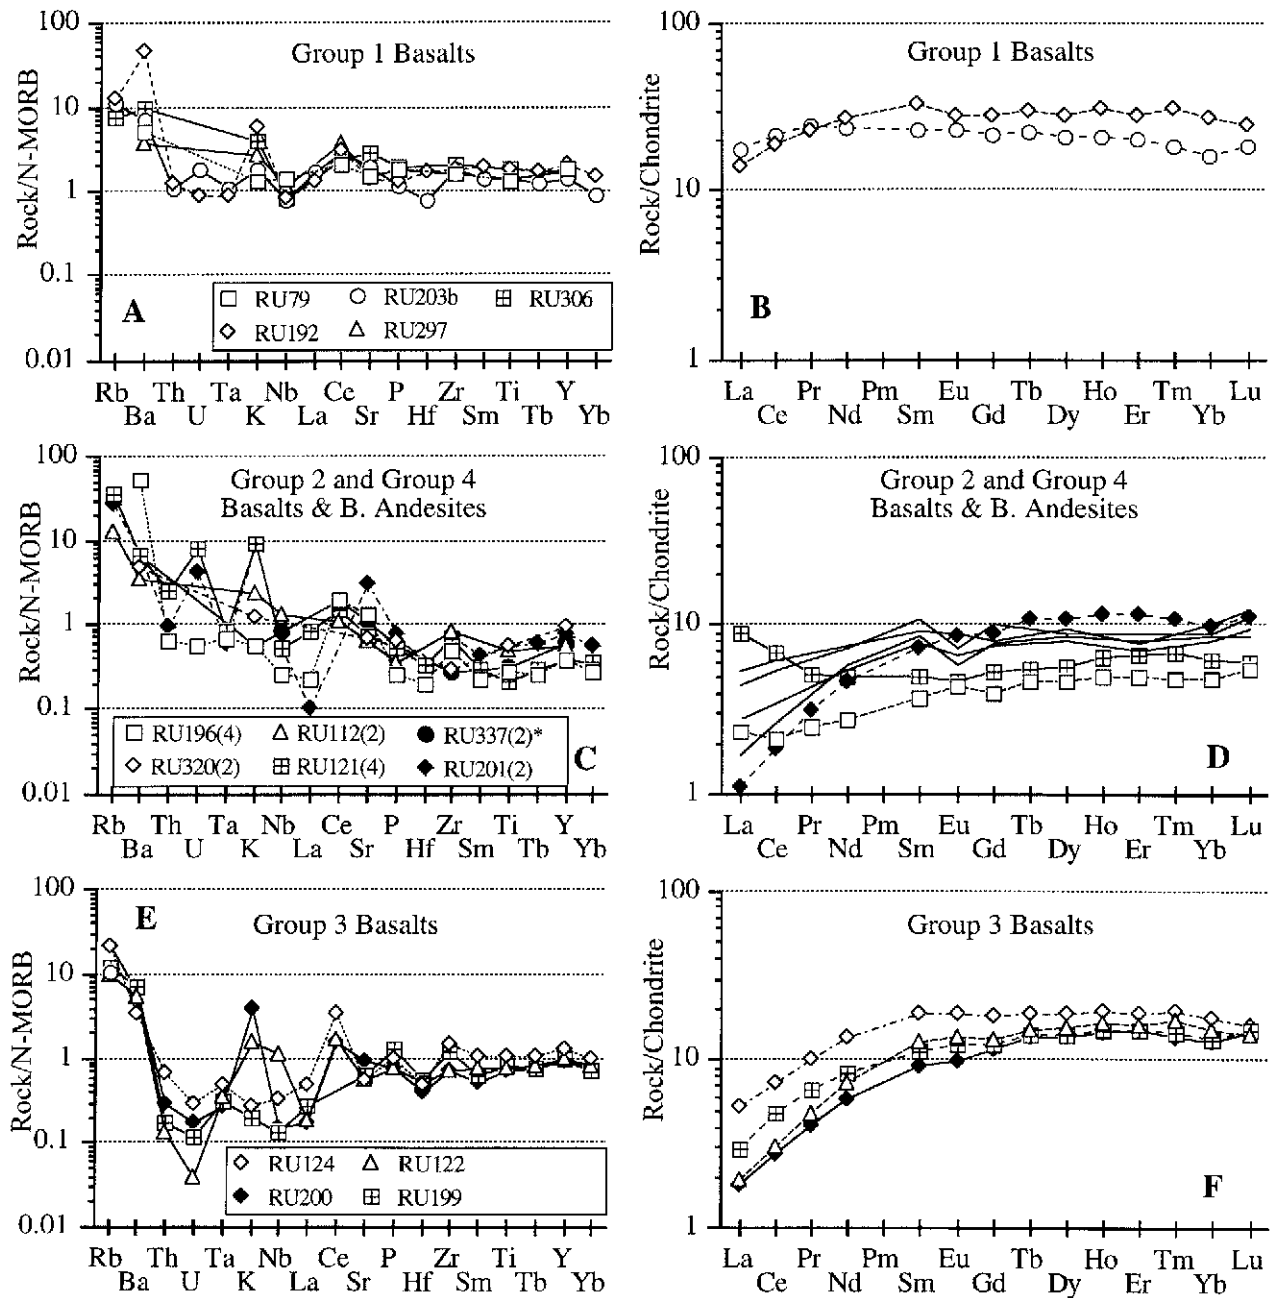 100
10
1
0.1
0.01
Rock/N-MORB
Group 1 Basalts
A
RU79 RU203b RU306
RU192 RU297
Rb Th Ta Nb Ce P Zr Ti Y
Ba U K La Sr Hf Sm Tb Yb
100
10
1
Rock/Chondrite
Group 1 Basalts
B
La Pr Pm Eu Tb Ho Tm Lu
Ce Nd Sm Gd Dy Er Yb
100
10
1
0.1
0.01
Rock/N-MORB
Group 2 and Group 4
Basalts & B. Andesites
RU196(4) RU112(2) RU337(2)*
RU320(2) RU121(4) RU201(2)
C
Rb Th Ta Nb Ce P Zr Ti Y
Ba U K La Sr Hf Sm Tb Yb
100
10
1
Rock/Chondrite
Group 2 and Group 4
Basalts & B. Andesites
D
La Pr Pm Eu Tb Ho Tm Lu
Ce Nd Sm Gd Dy Er Yb
100
10
1
0.1
0.01
Rock/N-MORB
E
Group 3 Basalts
RU124 RU122
RU200 RU199
Rb Th Ta Nb Ce P Zr Ti Y
Ba U K La Sr Hf Sm Tb Yb
100
10
1
Rock/Chondrite
Group 3 Basalts
F
La Pr Pm Eu Tb Ho Tm Lu
Ce Nd Sm Gd Dy Er Yb